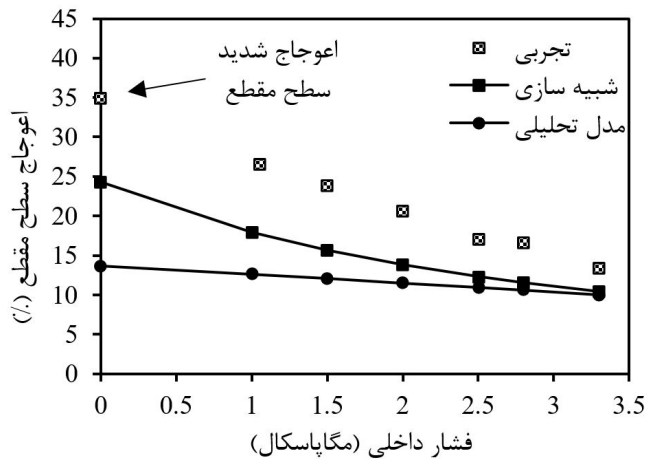 45
40
35
30
25
20
15
10
5
0
اعوجاج سطح مقطع (%)
اعوجاج شدید
سطح مقطع
تجربی
شبیه سازی
مدل تحلیلی
0 0.5 1 1.5 2 2.5 3 3.5
فشار داخلی (مگاپاسکال)